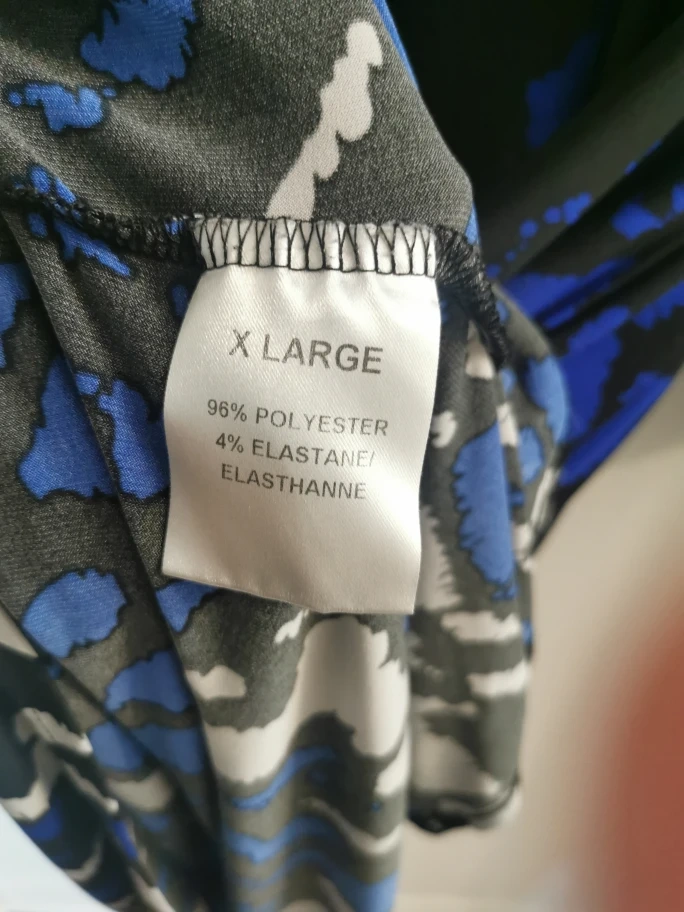 X LARGE
96% POLYESTER
4% ELASTANE/
ELASTHANNE